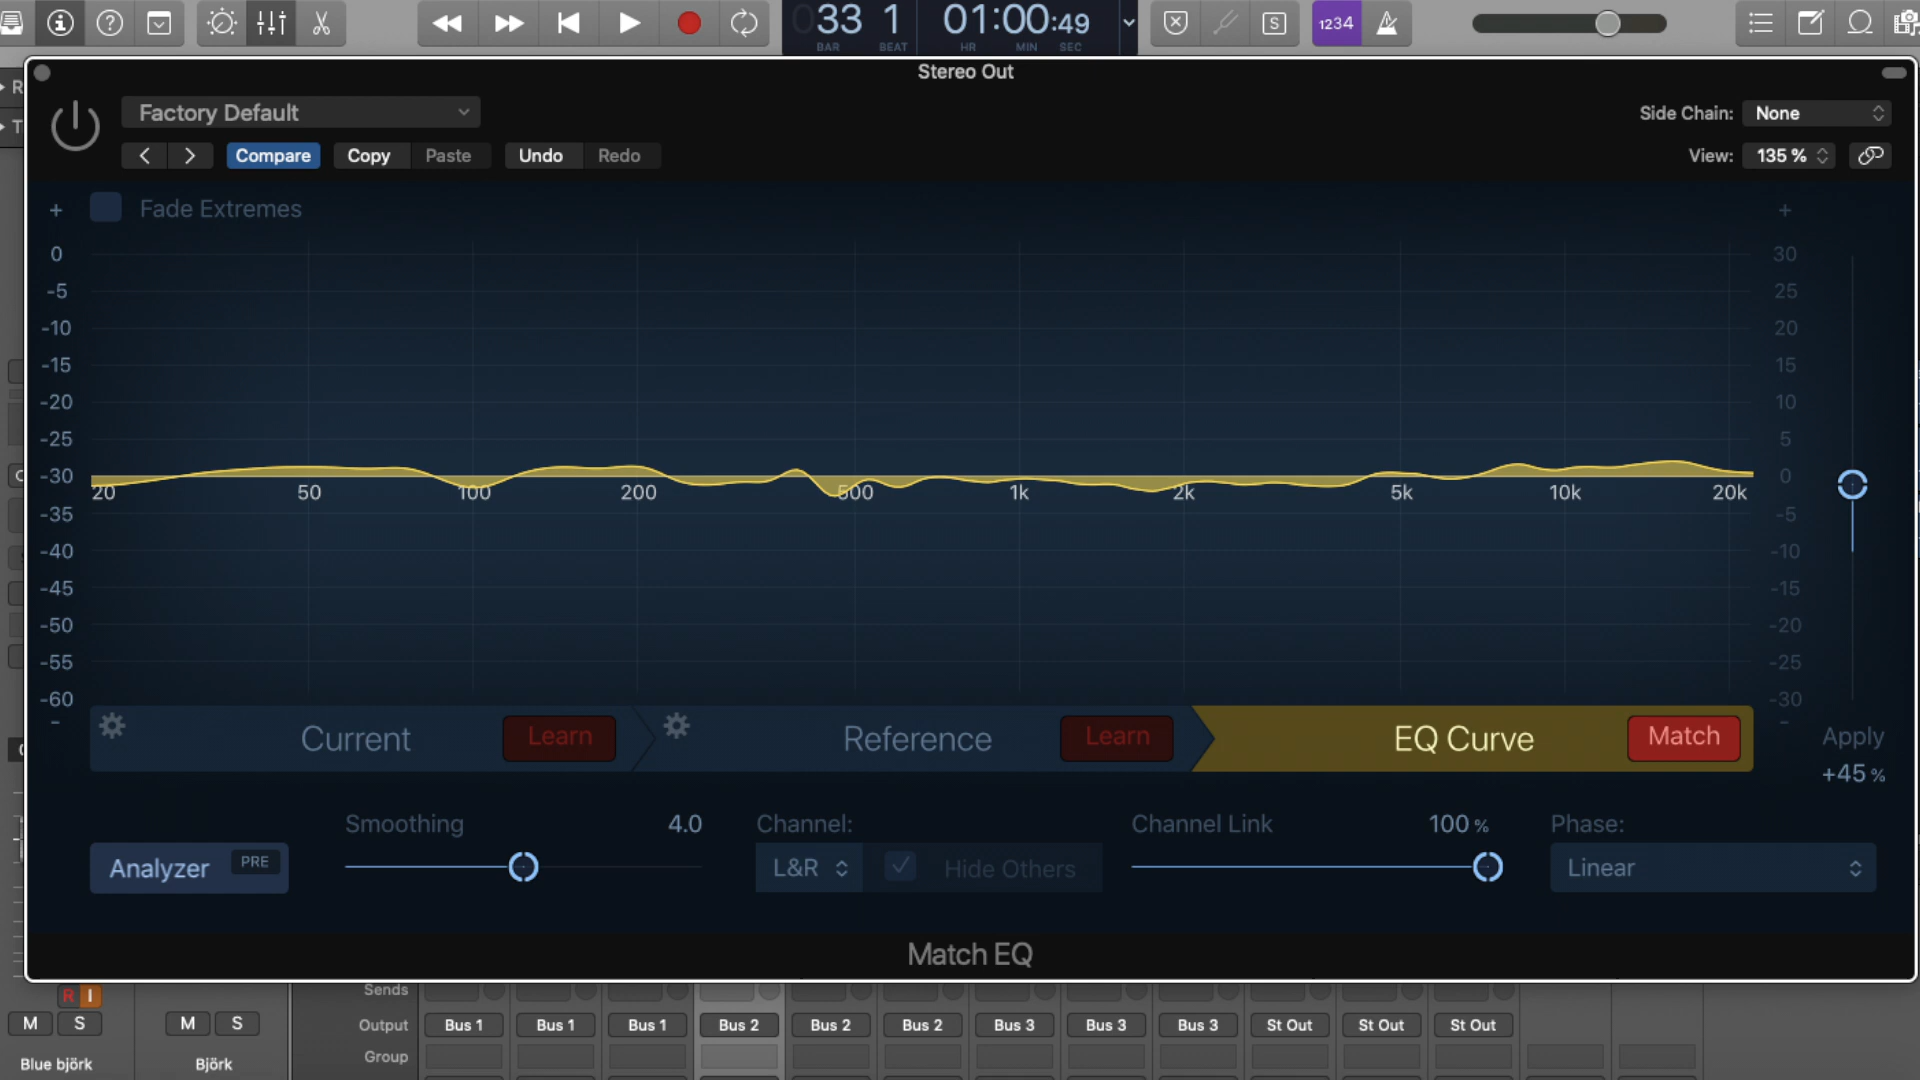 33 1 01:00:49
1234
BAR BEAT HR MIN SEC
Stereo Out
Factory Default
Side Chain: None
Compare Copy Paste Undo Redo
View: 135 %
+ Fade Extremes +
0 30
-5 25
-10 20
-15 15
-20 10
-25 5
-30 0
20 50 100 200 500 1k 2k 5k 10k 20k
-35 -5
-40 -10
-45 -15
-50 -20
-55 -25
-60 -30
- -
Current Learn Reference Learn EQ Curve Match
Apply
+45 %
Smoothing 4.0 Channel: Channel Link 100 % Phase:
Analyzer PRE L&R Hide Others Linear
Match EQ
Sends
R I
M S M S
Output Bus 1 Bus 1 Bus 1 Bus 2 Bus 2 Bus 2 Bus 3 Bus 3 Bus 3 St Out St Out St Out
Group
Blue björk Björk